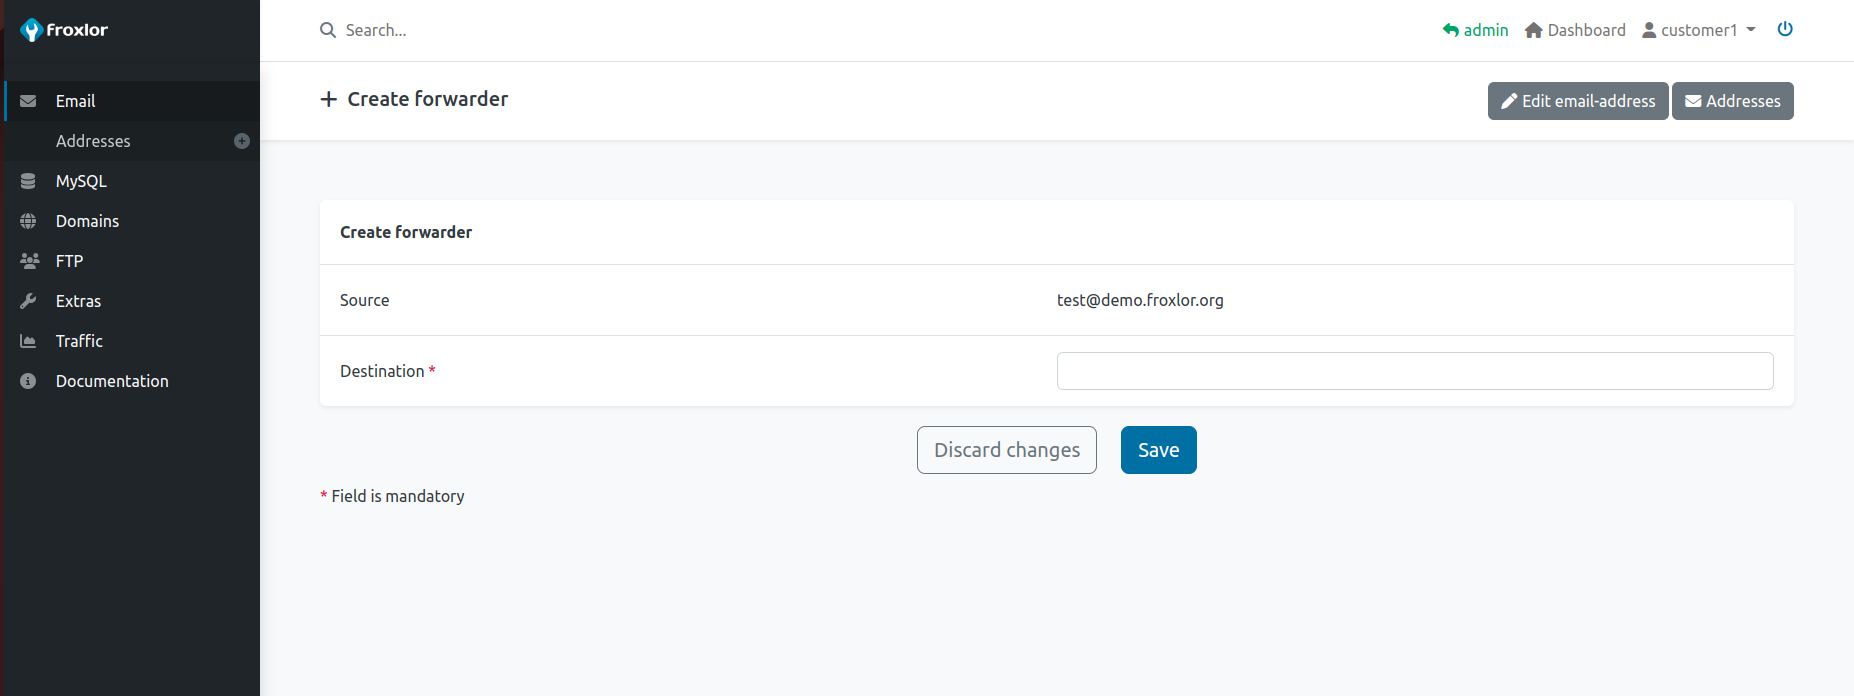 froxlor
Search...
admin Dashboard customer1
Email
Addresses
MySQL
Domains
FTP
Extras
Traffic
Documentation
Create forwarder
Edit email-address Addresses
Create forwarder
Source test@demo.froxlor.org
Destination *
Discard changes Save
* Field is mandatory